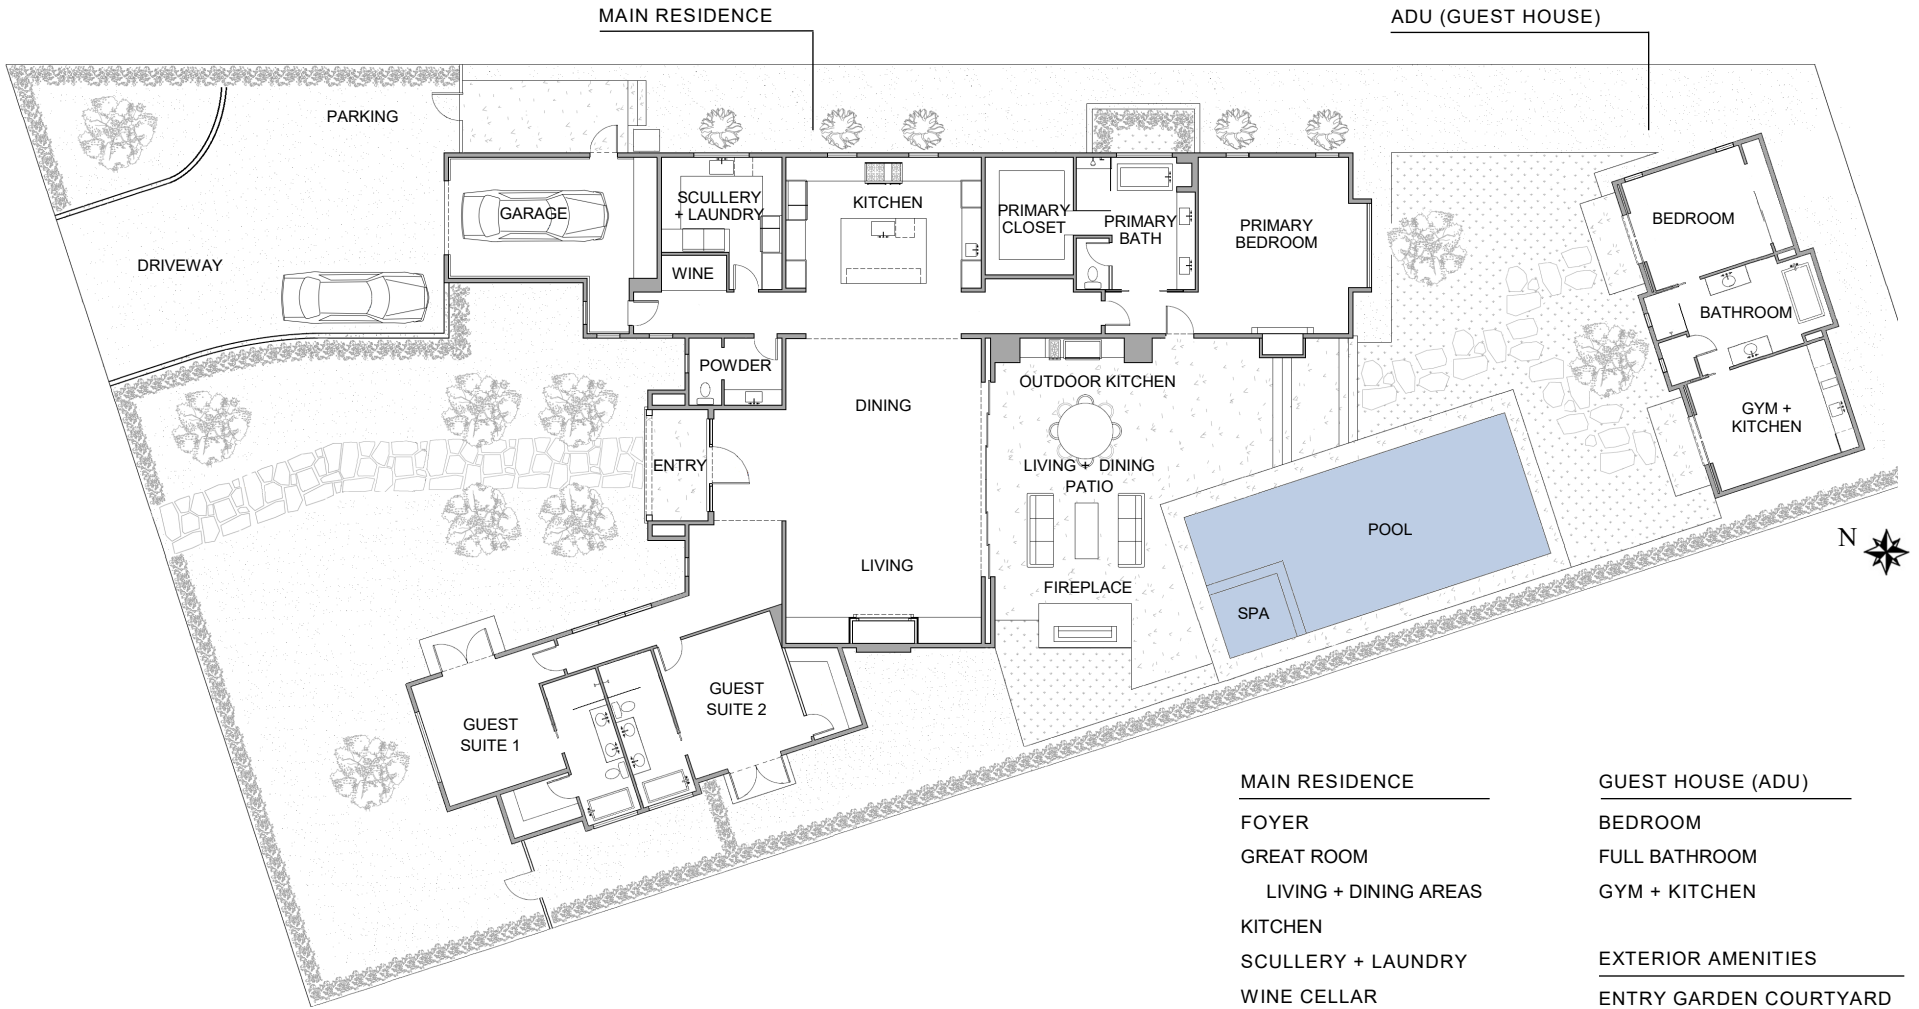 MAIN RESIDENCE
ADU (GUEST HOUSE)
PARKING
DRIVEWAY
GARAGE
SCULLERY
+ LAUNDRY
WINE
KITCHEN
PRIMARY
CLOSET
PRIMARY
BATH
PRIMARY
BEDROOM
BEDROOM
BATHROOM
GYM +
KITCHEN
POWDER
ENTRY
DINING
LIVING
OUTDOOR KITCHEN
LIVING + DINING
PATIO
FIREPLACE
POOL
SPA
N
GUEST
SUITE 1
GUEST
SUITE 2
MAIN RESIDENCE
FOYER
GREAT ROOM
LIVING + DINING AREAS
KITCHEN
SCULLERY + LAUNDRY
WINE CELLAR
GUEST HOUSE (ADU)
BEDROOM
FULL BATHROOM
GYM + KITCHEN
EXTERIOR AMENITIES
ENTRY GARDEN COURTYARD